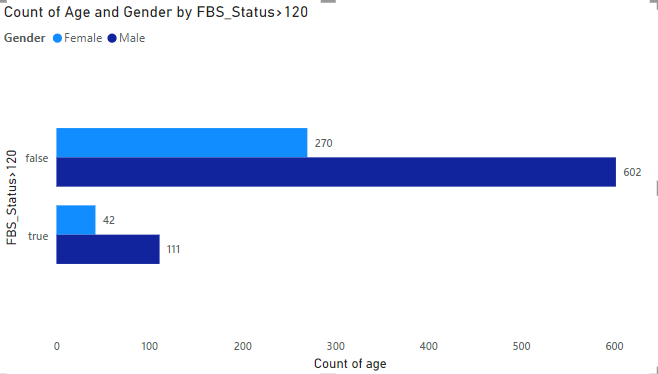 Count of Age and Gender by FBS_Status>120
Gender Female Male
FBS_Status>120
false
270
602
true
42
111
0 100 200 300 400 500 600
Count of age